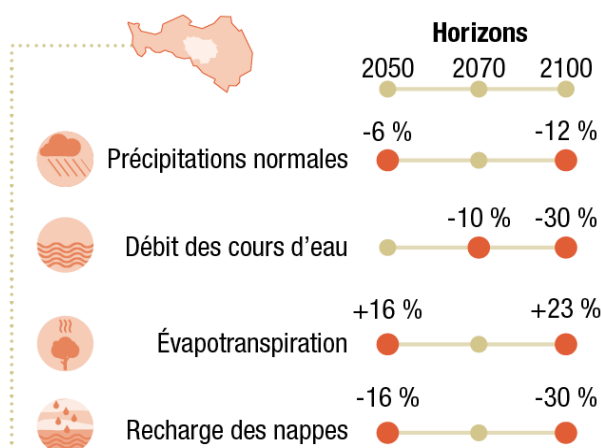 Horizons
2050 2070 2100
-6 % -12 %
Précipitations normales
-10 % -30 %
Débit des cours d'eau
+16 % +23 %
Évapotranspiration
-16 % -30 %
Recharge des nappes